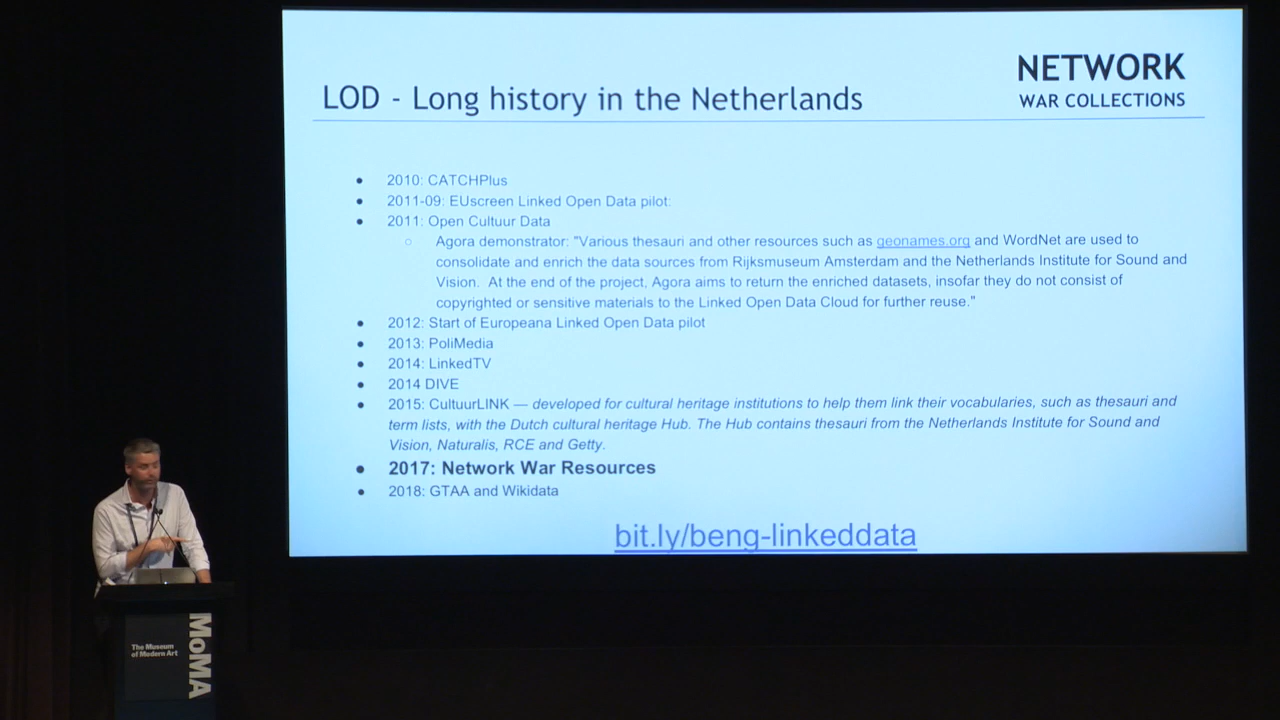 NETWORK
WAR COLLECTIONS
LOD - Long history in the Netherlands
● 2010: CATCHPlus
● 2011-09: EUscreen Linked Open Data pilot:
● 2011: Open Cultuur Data
○ Agora demonstrator: "Various thesauri and other resources such as geonames.org and WordNet are used to
consolidate and enrich the data sources from Rijksmuseum Amsterdam and the Netherlands Institute for Sound and
Vision. At the end of the project, Agora aims to return the enriched datasets, insofar they do not consist of
copyrighted or sensitive materials to the Linked Open Data Cloud for further reuse."
● 2012: Start of Europeana Linked Open Data pilot
● 2013: PoliMedia
● 2014: LinkedTV
● 2014 DIVE
● 2015: CultuurLINK — developed for cultural heritage institutions to help them link their vocabularies, such as thesauri and
term lists, with the Dutch cultural heritage Hub. The Hub contains thesauri from the Netherlands Institute for Sound and
Vision, Naturalis, RCE and Getty.
● 2017: Network War Resources
● 2018: GTAA and Wikidata
bit.ly/beng-linkeddata
The Museum
of Modern Art
MoMA